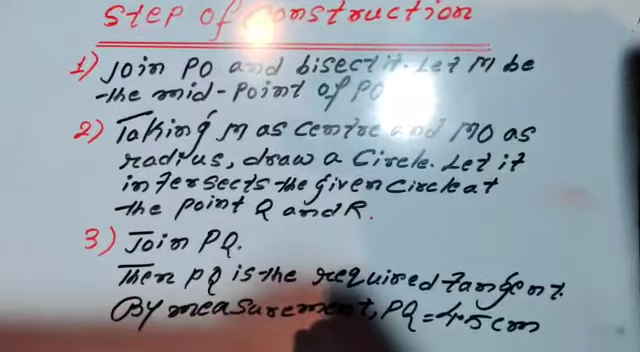 Step of Construction
1) Join PO and bisect it. Let M be
the mid-point of PO
2) Taking M as centre and MO as
radius, draw a Circle. Let it
intersects the given circle at
the point Q and R.
3) Join PQ.
Then PQ is the required tangent.
By measurement, PQ = 4.5 cm